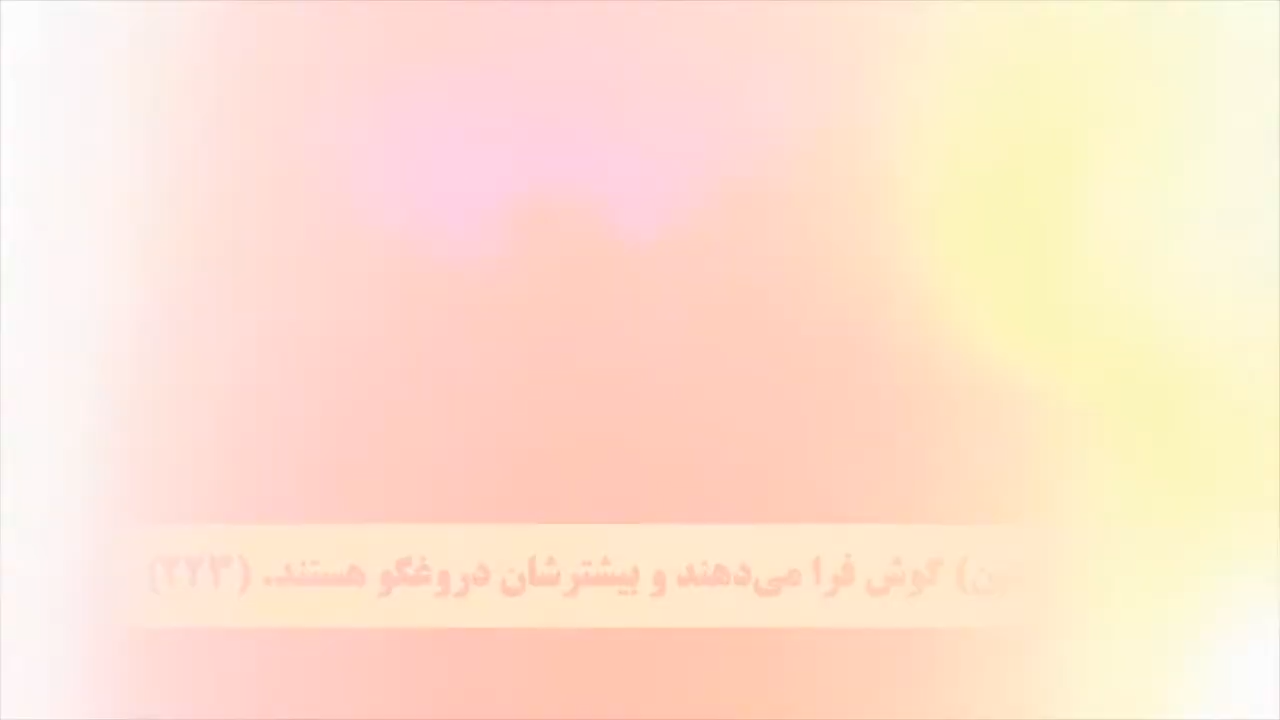 ) گوش فرا می‌دهند و بیشترشان دروغگو هستند. (۲۲۳)